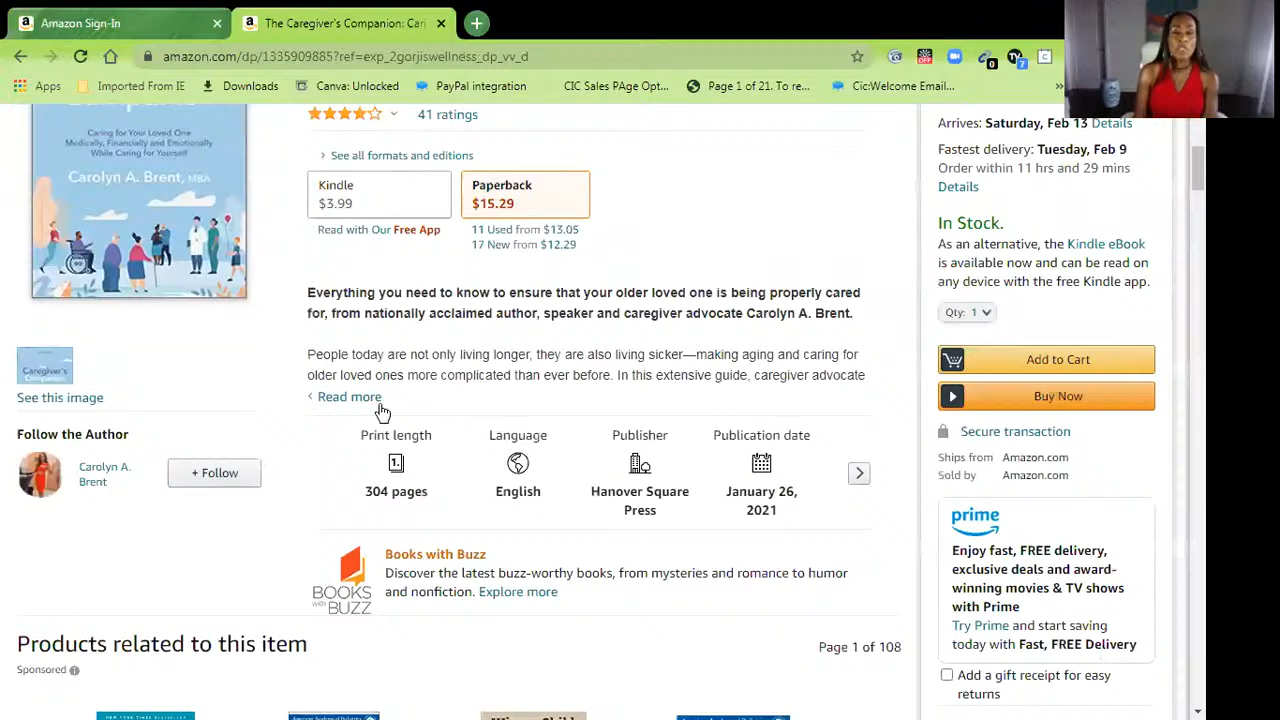 Amazon Sign-In
The Caregiver's Companion: Cari
amazon.com/dp/1335909885?ref=exp_2gorjiswellness_dp_vv_d
Apps
Imported From IE
Downloads
Canva: Unlocked
PayPal integration
CIC Sales PAge Opt...
Page 1 of 21. To re...
Cic:Welcome Email...
41 ratings
See all formats and editions
Kindle
$3.99
Paperback
$15.29
Read with Our Free App
11 Used from $13.05
17 New from $12.29
Caring for Your Loved One
Medically, Financially and Emotionally
While Caring for Yourself
Carolyn A. Brent, MBA
Everything you need to know to ensure that your older loved one is being properly cared
for, from nationally acclaimed author, speaker and caregiver advocate Carolyn A. Brent.
People today are not only living longer, they are also living sicker—making aging and caring for
older loved ones more complicated than ever before. In this extensive guide, caregiver advocate
Read more
Caregiver's
See this image
Follow the Author
Carolyn A.
Brent
+ Follow
Print length
304 pages
Language
English
Publisher
Hanover Square
Press
Publication date
January 26,
2021
BOOKS
with BUZZ
Books with Buzz
Discover the latest buzz-worthy books, from mysteries and romance to humor
and nonfiction. Explore more
Products related to this item
Page 1 of 108
Sponsored
Arrives: Saturday, Feb 13 Details
Fastest delivery: Tuesday, Feb 9
Order within 11 hrs and 29 mins
Details
In Stock.
As an alternative, the Kindle eBook
is available now and can be read on
any device with the free Kindle app.
Qty: 1
Add to Cart
Buy Now
Secure transaction
Ships from Amazon.com
Sold by Amazon.com
prime
Enjoy fast, FREE delivery,
exclusive deals and award-
winning movies & TV shows
with Prime
Try Prime and start saving
today with Fast, FREE Delivery
Add a gift receipt for easy
returns